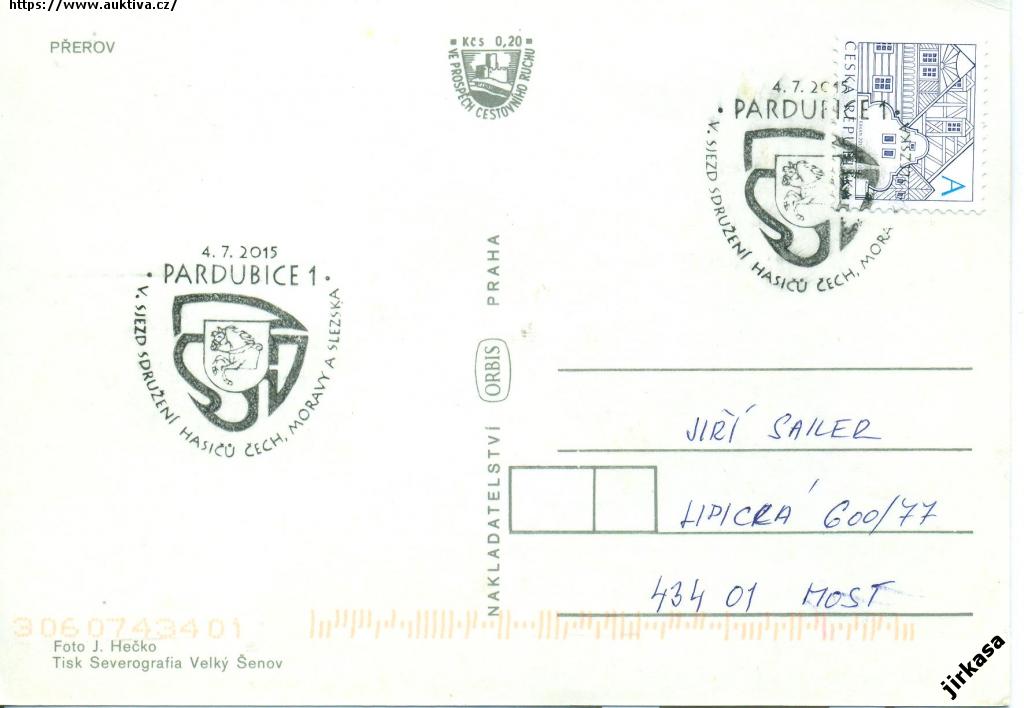 https://www.auktiva.cz/
PŘEROV
Kčs 0,20
VE PROSPĚCH CESTOVNÍHO RUCHU
4.7.2015
· PARDUBICE 1 ·
V. SJEZD SDRUŽENÍ HASIČŮ ČECH, MORAVY A SLEZSKA
ČESKÁ REPUBLIKA
A
4.7.2015
· PARDUBICE 1 ·
V. SJEZD SDRUŽENÍ HASIČŮ ČECH, MORAVY A SLEZSKA
NAKLADATELSTVÍ ORBIS PRAHA
JIŘÍ SAILER
LIPICKÁ 600/77
434 01 MOST
3060743401
Foto J. Hečko
Tisk Severografia Velký Šenov
jirkasa